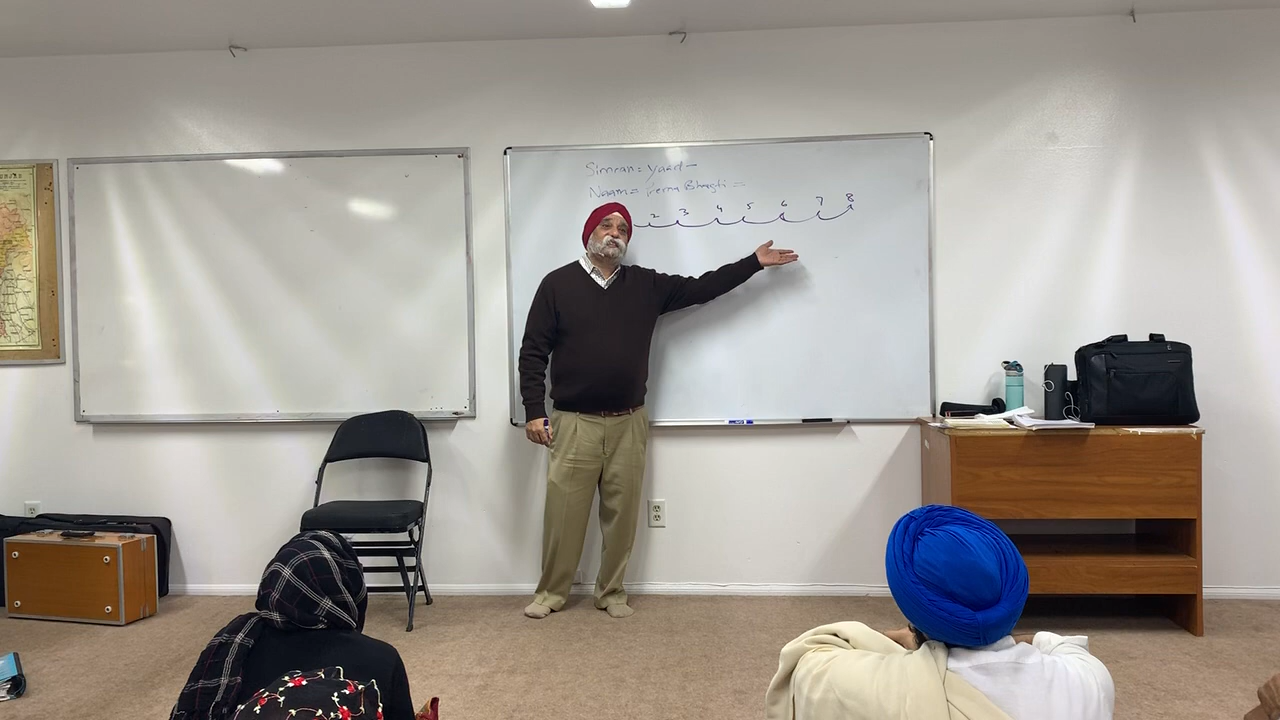 Simran = Yaad -
Naam = Prema Bhagti =
2 3 4 5 6 7 8